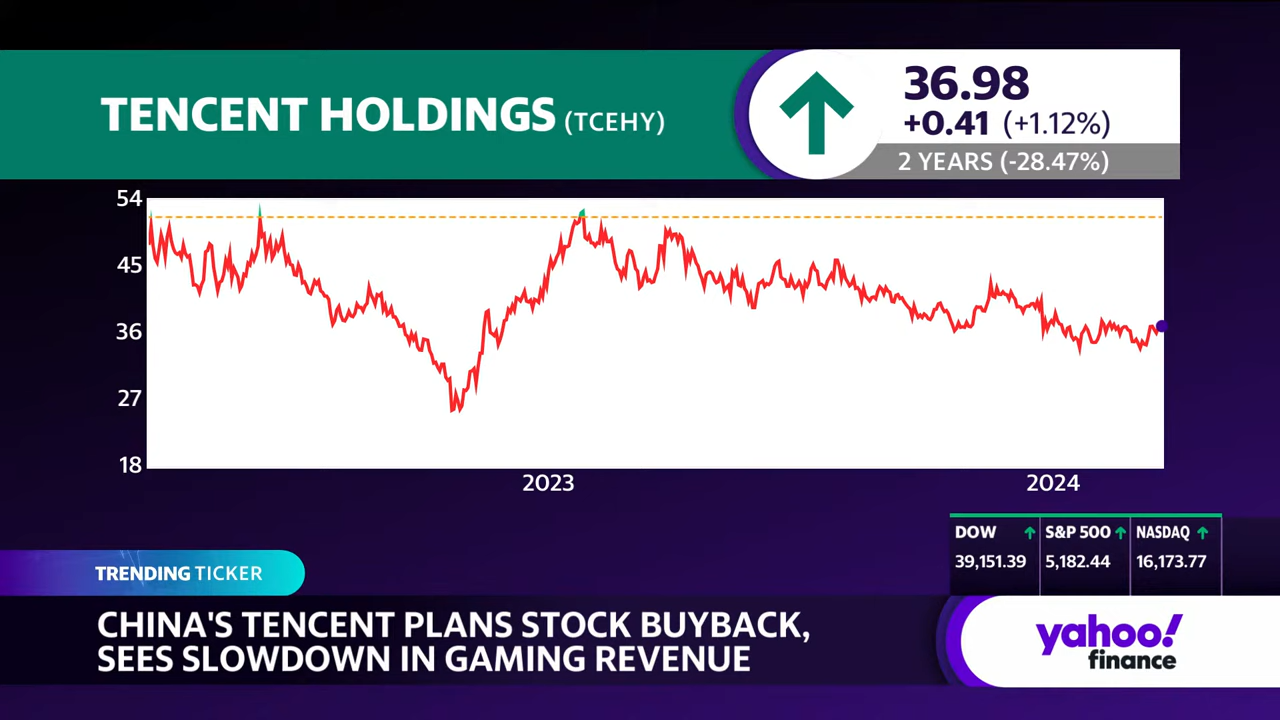 TENCENT HOLDINGS (TCEHY)
36.98
+0.41 (+1.12%)
2 YEARS (-28.47%)
54
45
36
27
18
2023 2024
DOW S&P 500 NASDAQ
39,151.39 5,182.44 16,173.77
TRENDING TICKER
CHINA'S TENCENT PLANS STOCK BUYBACK,
SEES SLOWDOWN IN GAMING REVENUE
yahoo!
finance